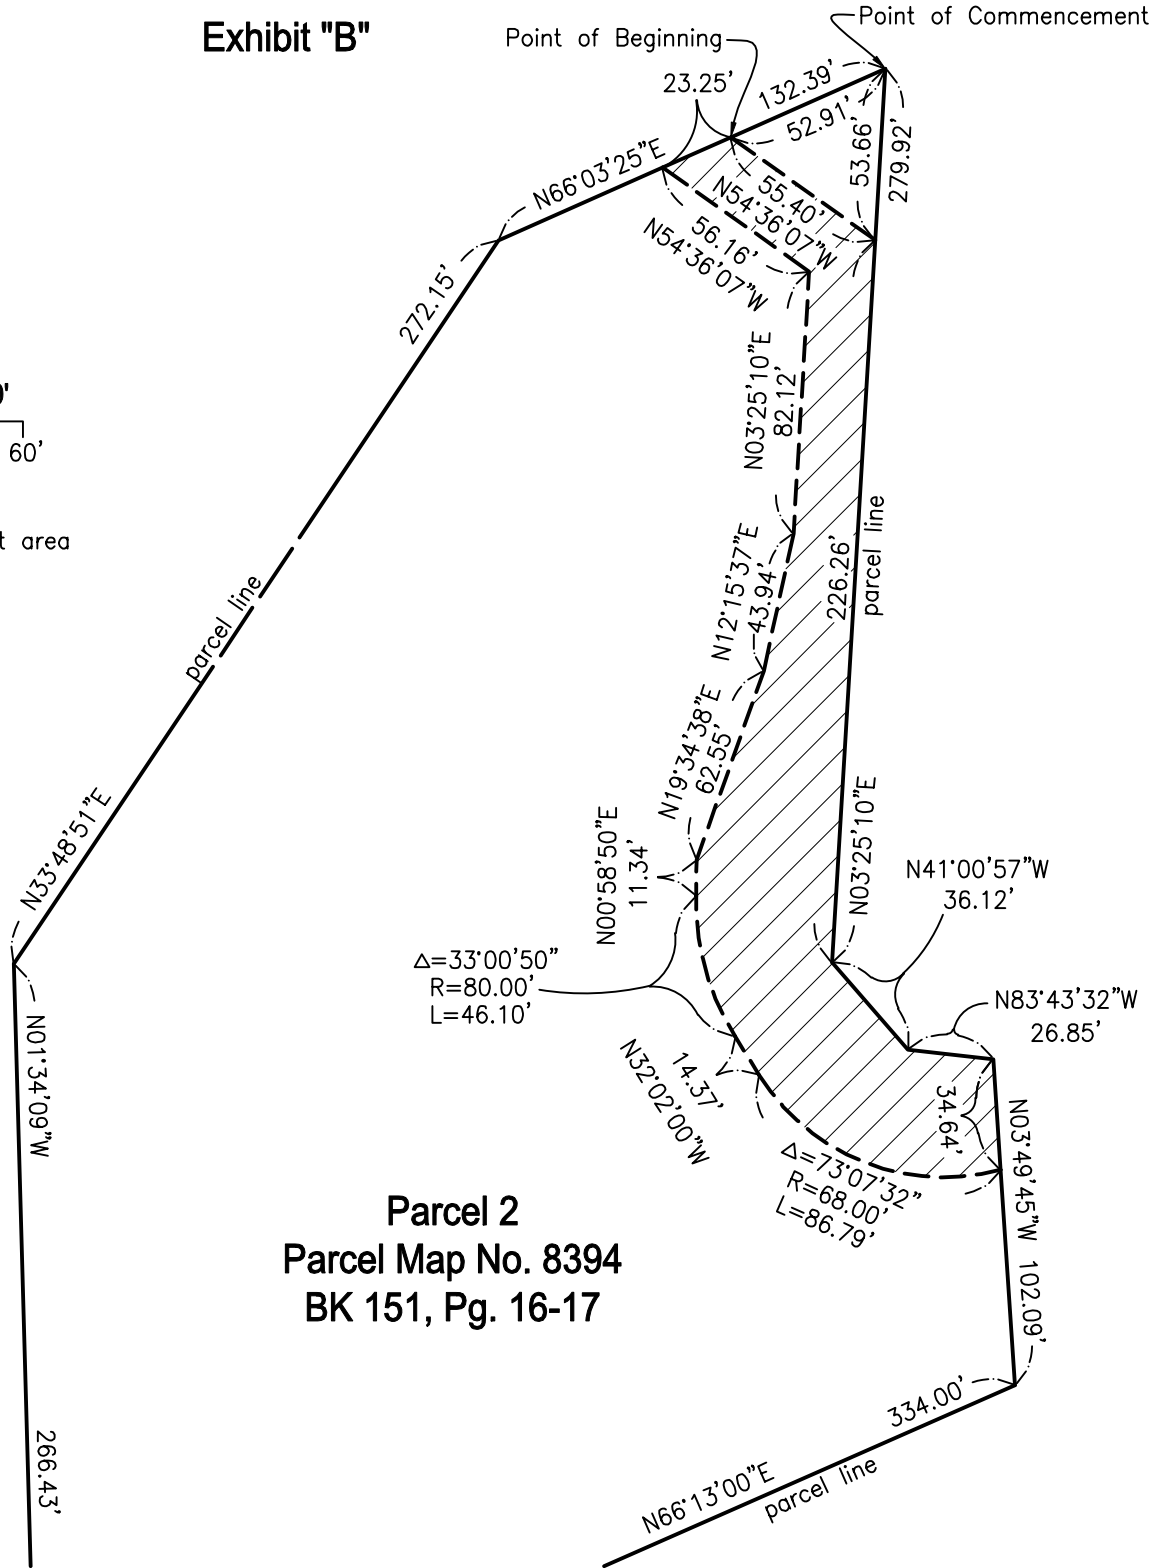 Exhibit "B"
Point of Commencement
Point of Beginning
23.25'
132.39'
52.91'
53.66'
279.92'
N66°03'25"E
55.40'
N54°36'07"W
56.16'
N54°36'07"W
272.15'
60'
area
N03°25'10"E
82.12'
parcel line
226.26'
N12°15'37"E
43.94'
parcel line
N19°34'38"E
62.55'
N33°48'51"E
N00°58'50"E
11.34'
N03°25'10"E
N41°00'57"W
36.12'
△=33°00'50"
R=80.00'
L=46.10'
N83°43'32"W
26.85'
N01°34'09"W
14.37'
N32°02'00"W
34.64'
N03°49'45"W 102.09'
△=73°07'32"
R=68.00'
L=86.79'
Parcel 2
Parcel Map No. 8394
BK 151, Pg. 16-17
334.00'
266.43'
N66°13'00"E
parcel line